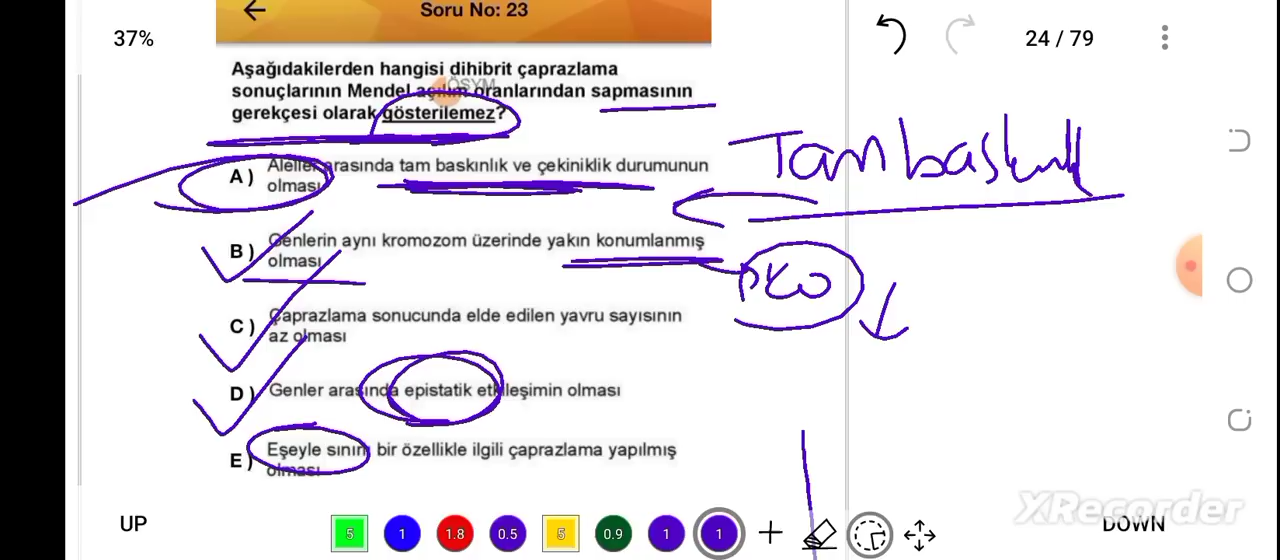 Soru No: 23
37%
24 / 79
Aşağıdakilerden hangisi dihibrit çaprazlama
ÖSYM
sonuçlarının Mendel açılım oranlarından sapmasının
gerekçesi olarak gösterilemez?
Tam baskınlık
A) Aleller arasında tam baskınlık ve çekiniklik durumunun
olması
B) Genlerin aynı kromozom üzerinde yakın konumlanmış
olması
C) Çaprazlama sonucunda elde edilen yavru sayısının
az olması
D) Genler arasında epistatik etkileşimin olması
E) Eşeyle sınırlı bir özellikle ilgili çaprazlama yapılmış
olması
XRecorder
UP
5
1
1.8
0.5
5
0.9
1
1
DOWN